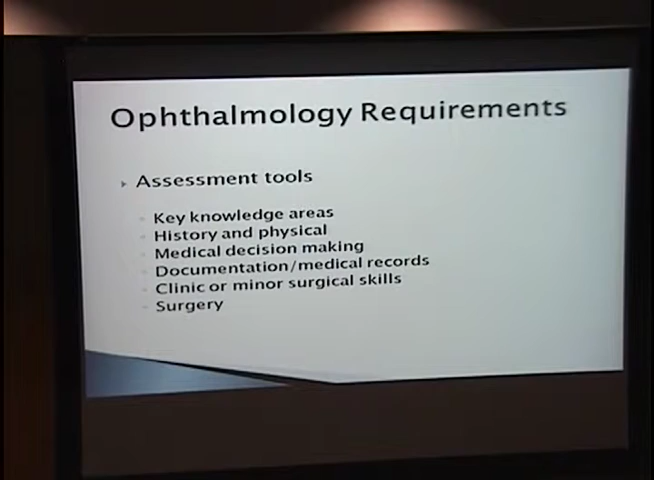 Ophthalmology Requirements
Assessment tools
Key knowledge areas
History and physical
Medical decision making
Documentation/medical records
Clinic or minor surgical skills
Surgery